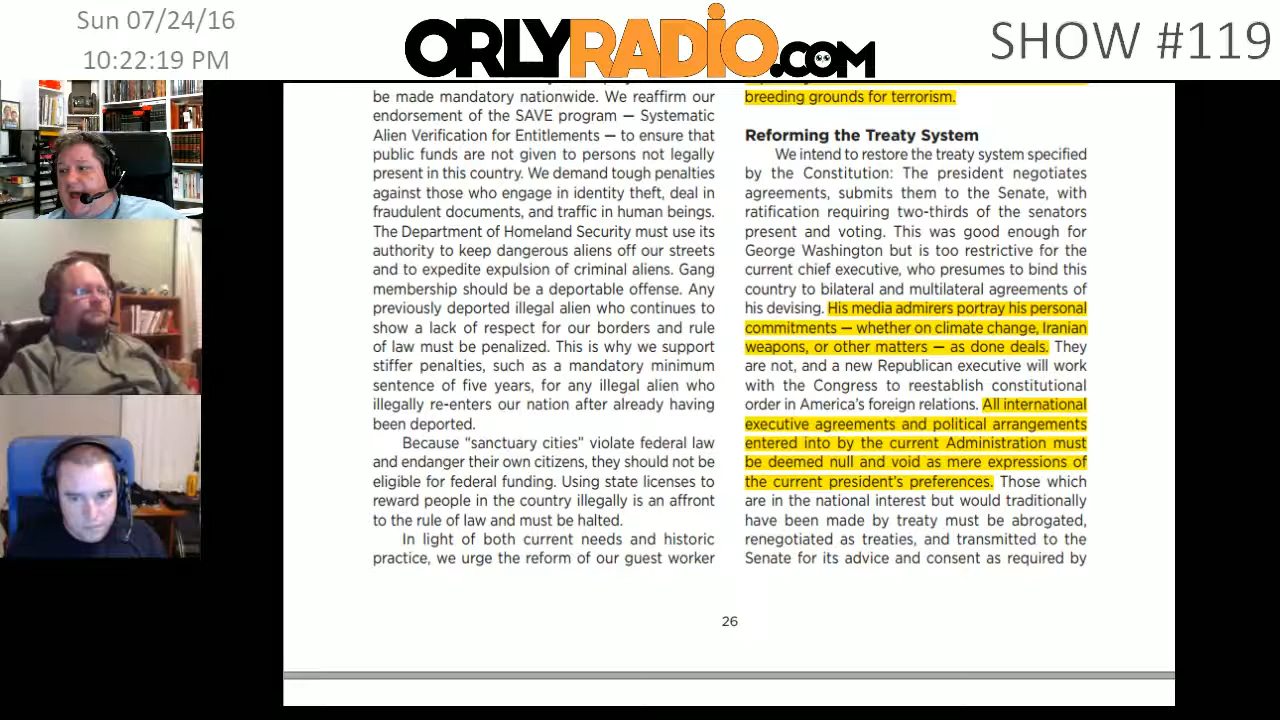 Sun 07/24/16
10:22:19 PM
ORLYRADIO.COM
SHOW #119
be made mandatory nationwide. We reaffirm our
endorsement of the SAVE program — Systematic
Alien Verification for Entitlements — to ensure that
public funds are not given to persons not legally
present in this country. We demand tough penalties
against those who engage in identity theft, deal in
fraudulent documents, and traffic in human beings.
The Department of Homeland Security must use its
authority to keep dangerous aliens off our streets
and to expedite expulsion of criminal aliens. Gang
membership should be a deportable offense. Any
previously deported illegal alien who continues to
show a lack of respect for our borders and rule
of law must be penalized. This is why we support
stiffer penalties, such as a mandatory minimum
sentence of five years, for any illegal alien who
illegally re-enters our nation after already having
been deported.
Because “sanctuary cities” violate federal law
and endanger their own citizens, they should not be
eligible for federal funding. Using state licenses to
reward people in the country illegally is an affront
to the rule of law and must be halted.
In light of both current needs and historic
practice, we urge the reform of our guest worker
breeding grounds for terrorism.
Reforming the Treaty System
We intend to restore the treaty system specified
by the Constitution: The president negotiates
agreements, submits them to the Senate, with
ratification requiring two-thirds of the senators
present and voting. This was good enough for
George Washington but is too restrictive for the
current chief executive, who presumes to bind this
country to bilateral and multilateral agreements of
his devising. His media admirers portray his personal
commitments — whether on climate change, Iranian
weapons, or other matters — as done deals. They
are not, and a new Republican executive will work
with the Congress to reestablish constitutional
order in America’s foreign relations. All international
executive agreements and political arrangements
entered into by the current Administration must
be deemed null and void as mere expressions of
the current president’s preferences. Those which
are in the national interest but would traditionally
have been made by treaty must be abrogated,
renegotiated as treaties, and transmitted to the
Senate for its advice and consent as required by
26